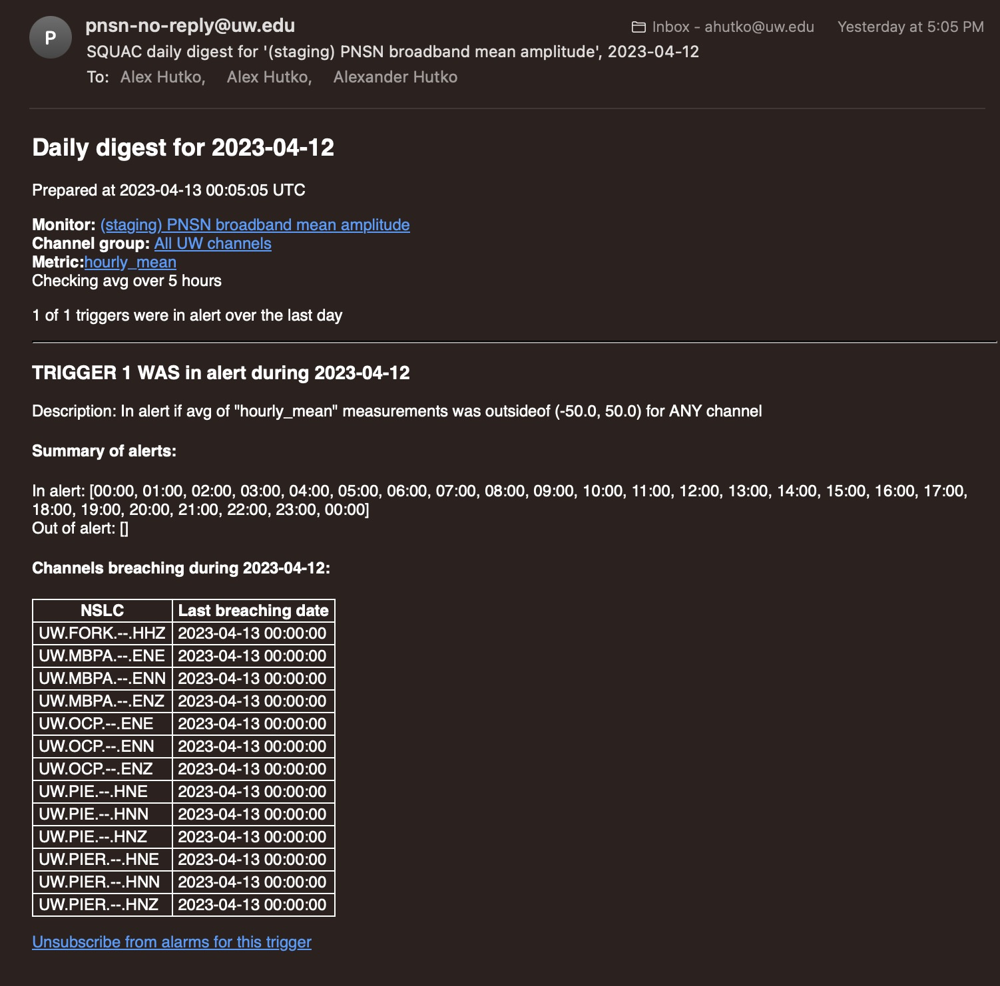 P
pnsn-no-reply@uw.edu
Inbox - ahutko@uw.edu Yesterday at 5:05 PM
SQUAC daily digest for '(staging) PNSN broadband mean amplitude', 2023-04-12
To: Alex Hutko, Alex Hutko, Alexander Hutko
Daily digest for 2023-04-12
Prepared at 2023-04-13 00:05:05 UTC
Monitor: (staging) PNSN broadband mean amplitude
Channel group: All UW channels
Metric:hourly_mean
Checking avg over 5 hours
1 of 1 triggers were in alert over the last day
TRIGGER 1 WAS in alert during 2023-04-12
Description: In alert if avg of "hourly_mean" measurements was outsideof (-50.0, 50.0) for ANY channel
Summary of alerts:
In alert: [00:00, 01:00, 02:00, 03:00, 04:00, 05:00, 06:00, 07:00, 08:00, 09:00, 10:00, 11:00, 12:00, 13:00, 14:00, 15:00, 16:00, 17:00,
18:00, 19:00, 20:00, 21:00, 22:00, 23:00, 00:00]
Out of alert: []
Channels breaching during 2023-04-12:
NSLC Last breaching date
UW.FORK.--.HHZ 2023-04-13 00:00:00
UW.MBPA.--.ENE 2023-04-13 00:00:00
UW.MBPA.--.ENN 2023-04-13 00:00:00
UW.MBPA.--.ENZ 2023-04-13 00:00:00
UW.OCP.--.ENE 2023-04-13 00:00:00
UW.OCP.--.ENN 2023-04-13 00:00:00
UW.OCP.--.ENZ 2023-04-13 00:00:00
UW.PIE.--.HNE 2023-04-13 00:00:00
UW.PIE.--.HNN 2023-04-13 00:00:00
UW.PIE.--.HNZ 2023-04-13 00:00:00
UW.PIER.--.HNE 2023-04-13 00:00:00
UW.PIER.--.HNN 2023-04-13 00:00:00
UW.PIER.--.HNZ 2023-04-13 00:00:00
Unsubscribe from alarms for this trigger